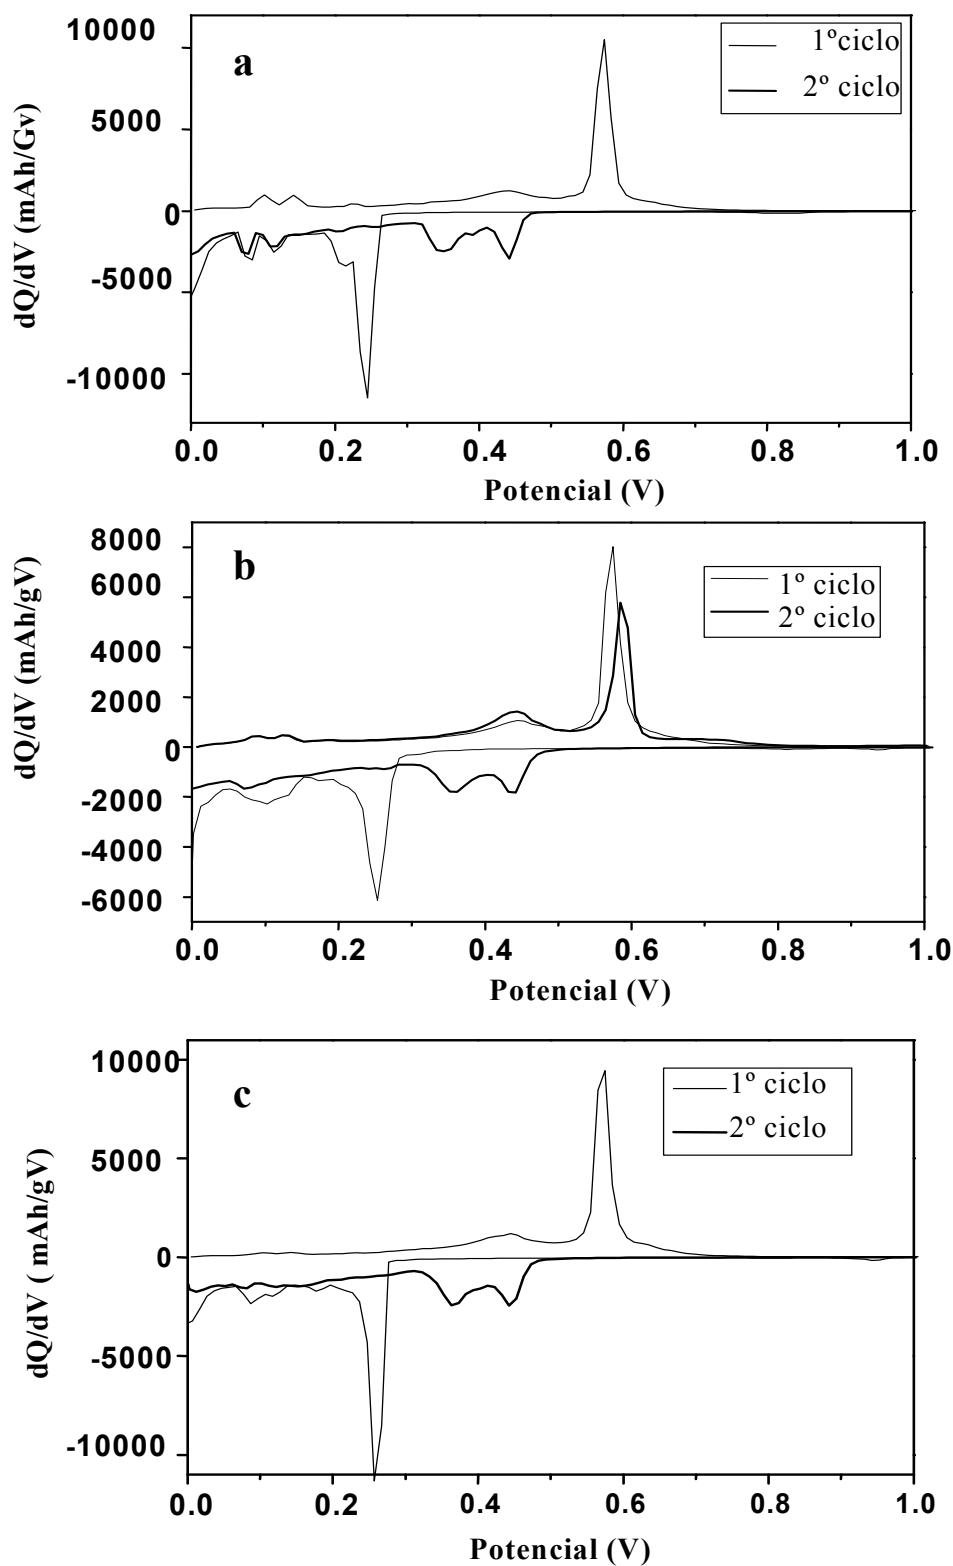 a
1ºciclo
2º ciclo
dQ/dV (mAh/Gv)
10000
5000
0
-5000
-10000
0.0 0.2 0.4 0.6 0.8 1.0
Potencial (V)
b
1º ciclo
2º ciclo
dQ/dV (mAh/gV)
8000
6000
4000
2000
0
-2000
-4000
-6000
0.0 0.2 0.4 0.6 0.8 1.0
Potencial (V)
c
1º ciclo
2º ciclo
dQ/dV ( mAh/gV)
10000
5000
0
-5000
-10000
0.0 0.2 0.4 0.6 0.8 1.0
Potencial (V)